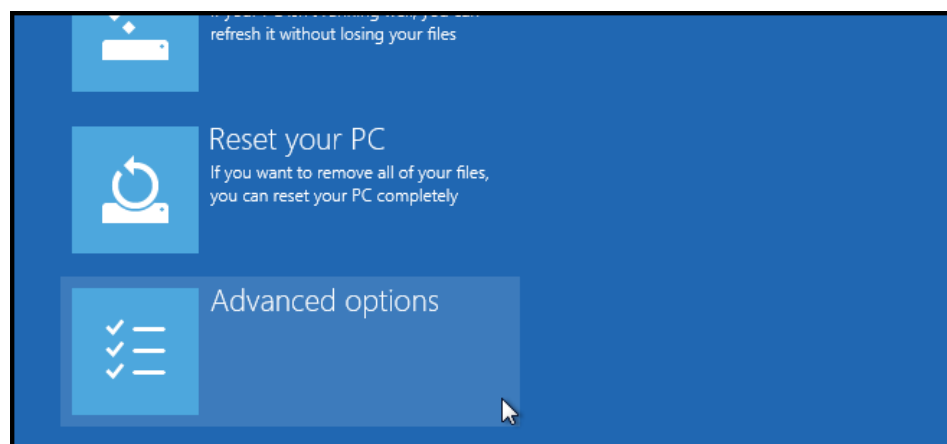 refresh it without losing your files
Reset your PC
If you want to remove all of your files,
you can reset your PC completely
Advanced options